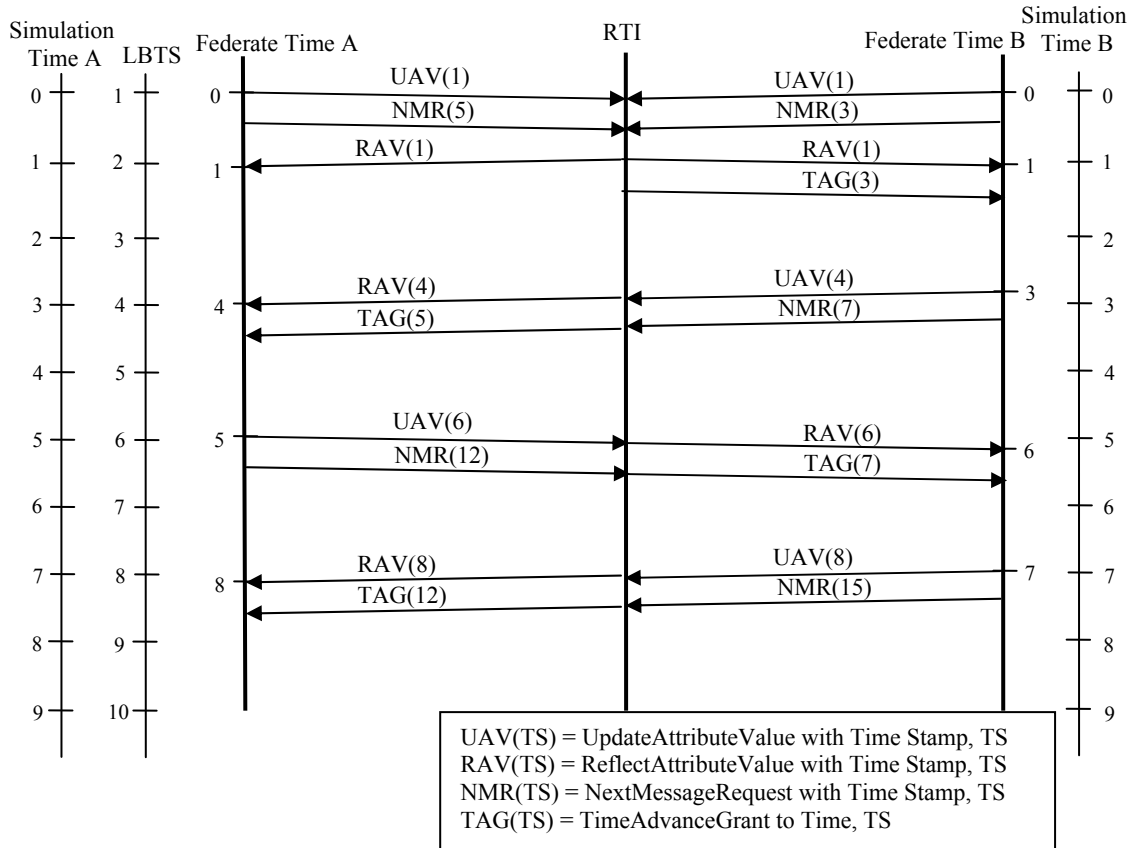 Simulation
Time A
LBTS
Federate Time A
RTI
Federate Time B
Simulation
Time B
0
1
0
UAV(1)
UAV(1)
0
0
NMR(5)
NMR(3)
1
2
1
RAV(1)
RAV(1)
1
1
TAG(3)
2
3
2
3
4
4
RAV(4)
UAV(4)
3
3
TAG(5)
NMR(7)
4
5
4
5
6
5
UAV(6)
RAV(6)
6
5
NMR(12)
TAG(7)
6
7
6
7
8
8
RAV(8)
UAV(8)
7
7
TAG(12)
NMR(15)
8
9
8
9
10
9
UAV(TS) = UpdateAttributeValue with Time Stamp, TS
RAV(TS) = ReflectAttributeValue with Time Stamp, TS
NMR(TS) = NextMessageRequest with Time Stamp, TS
TAG(TS) = TimeAdvanceGrant to Time, TS